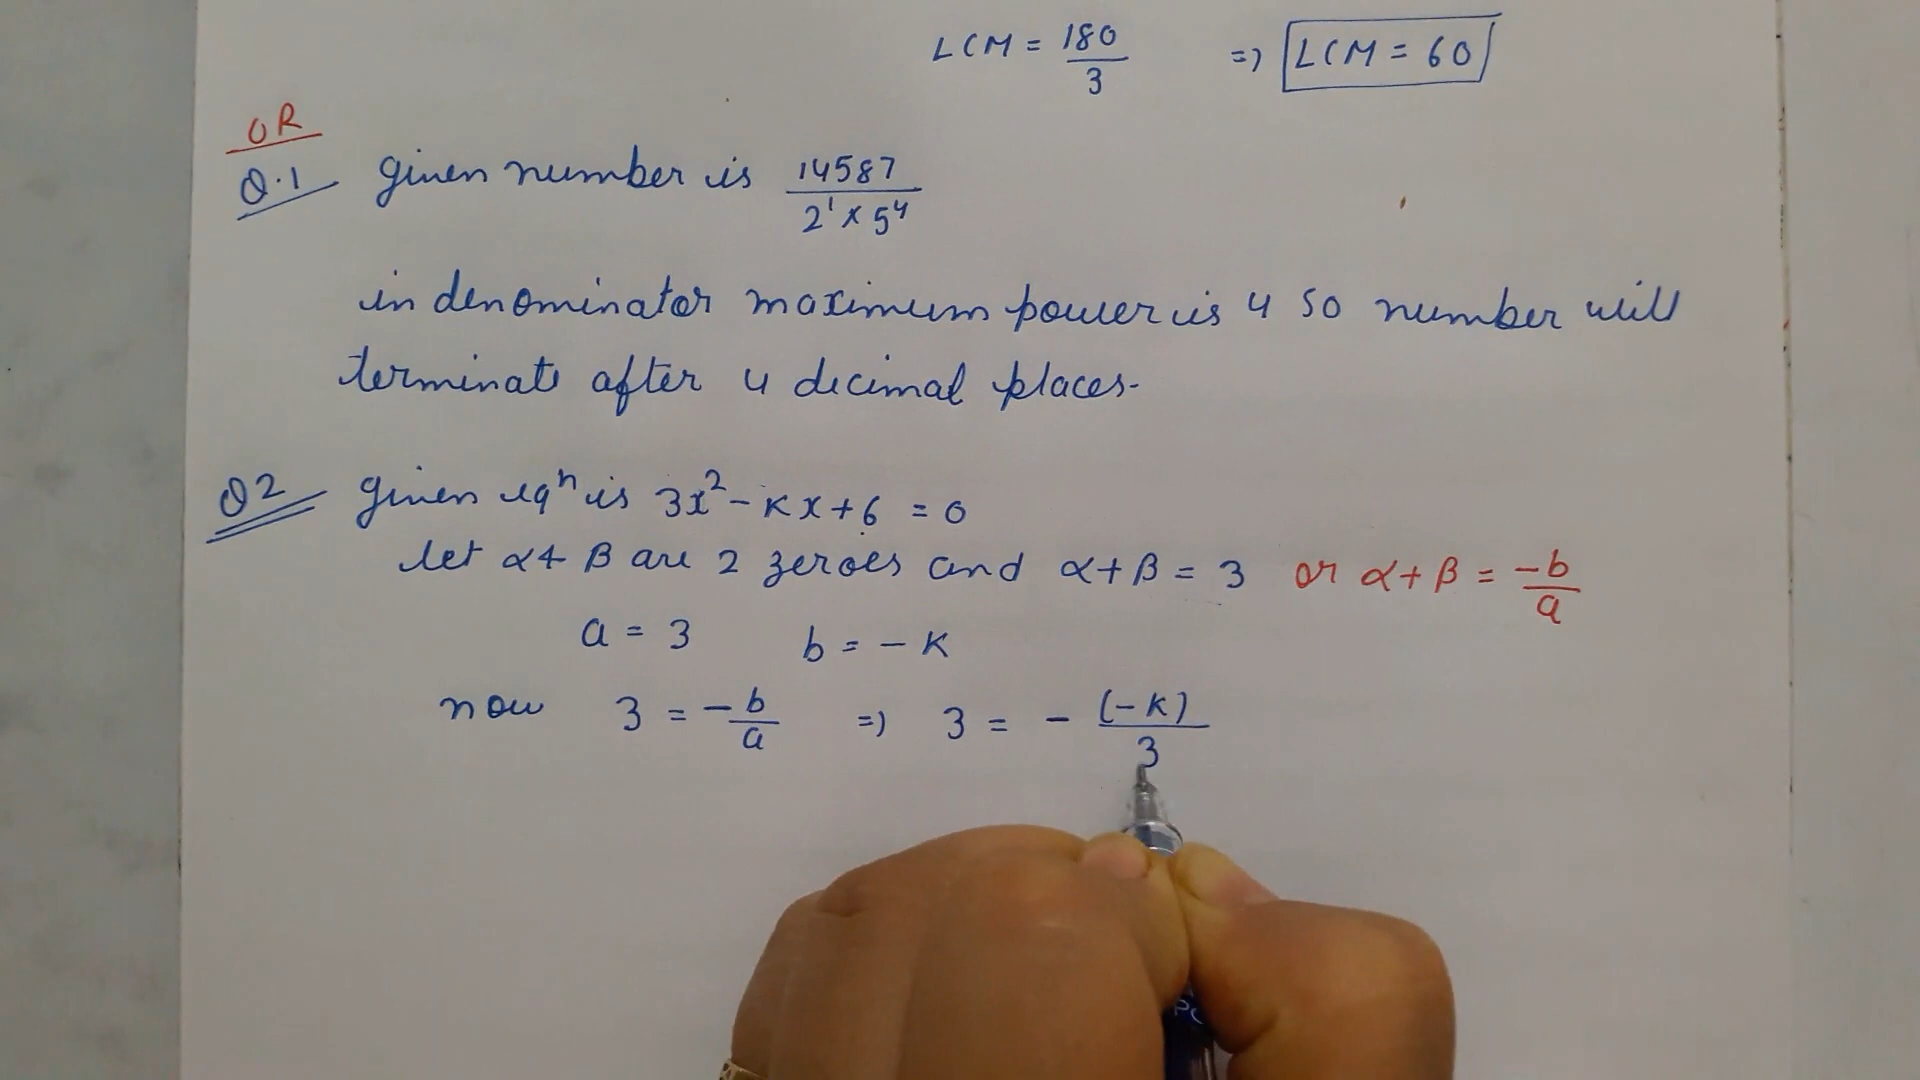 LCM = 180/3 => LCM = 60
OR
Q.1 given number is 14587/2¹ × 5⁴
in denominator maximum power is 4 so number will
terminate after 4 decimal places-
Q2 given eqⁿ is 3x² - kx + 6 = 0
let α & β are 2 zeroes and α + β = 3 or α + β = -b/a
a = 3 b = - k
now 3 = -b/a => 3 = - (-k)/3